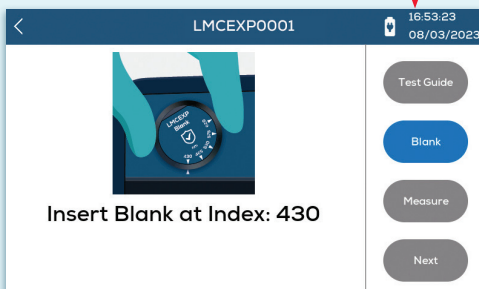 LMCEXP0001
16:53:23
08/03/2023
LMCEXP
Blank
430
Insert Blank at Index: 430
Test Guide
Blank
Measure
Next